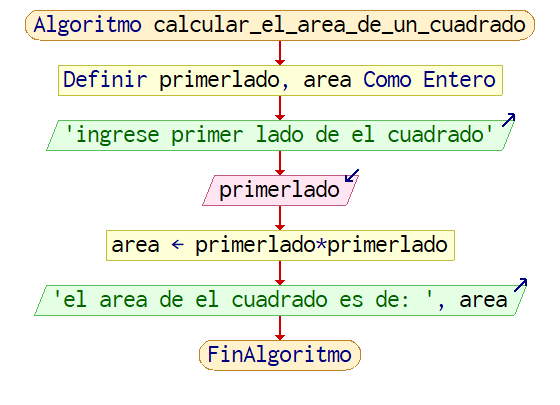 Algoritmo calcular_el_area_de_un_cuadrado
Definir primerlado, area Como Entero
'ingrese primer lado de el cuadrado'
primerlado
area ← primerlado*primerlado
'el area de el cuadrado es de: ', area
FinAlgoritmo